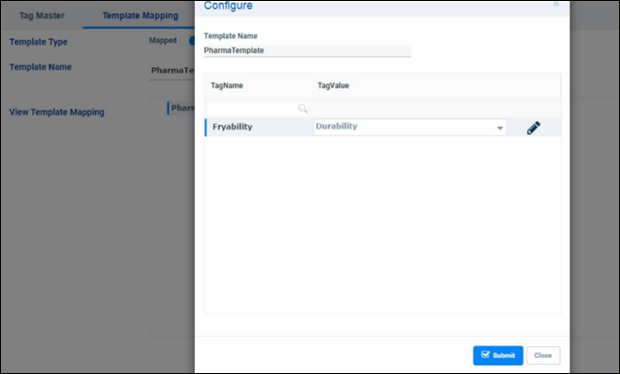 Tag Master
Template Mapping
Template Type
Mapped
Template Name
PharmaTe
View Template Mapping
Pharm
Configure
Template Name
PharmaTemplate
TagName
TagValue
Fryability
Durability
Submit
Close